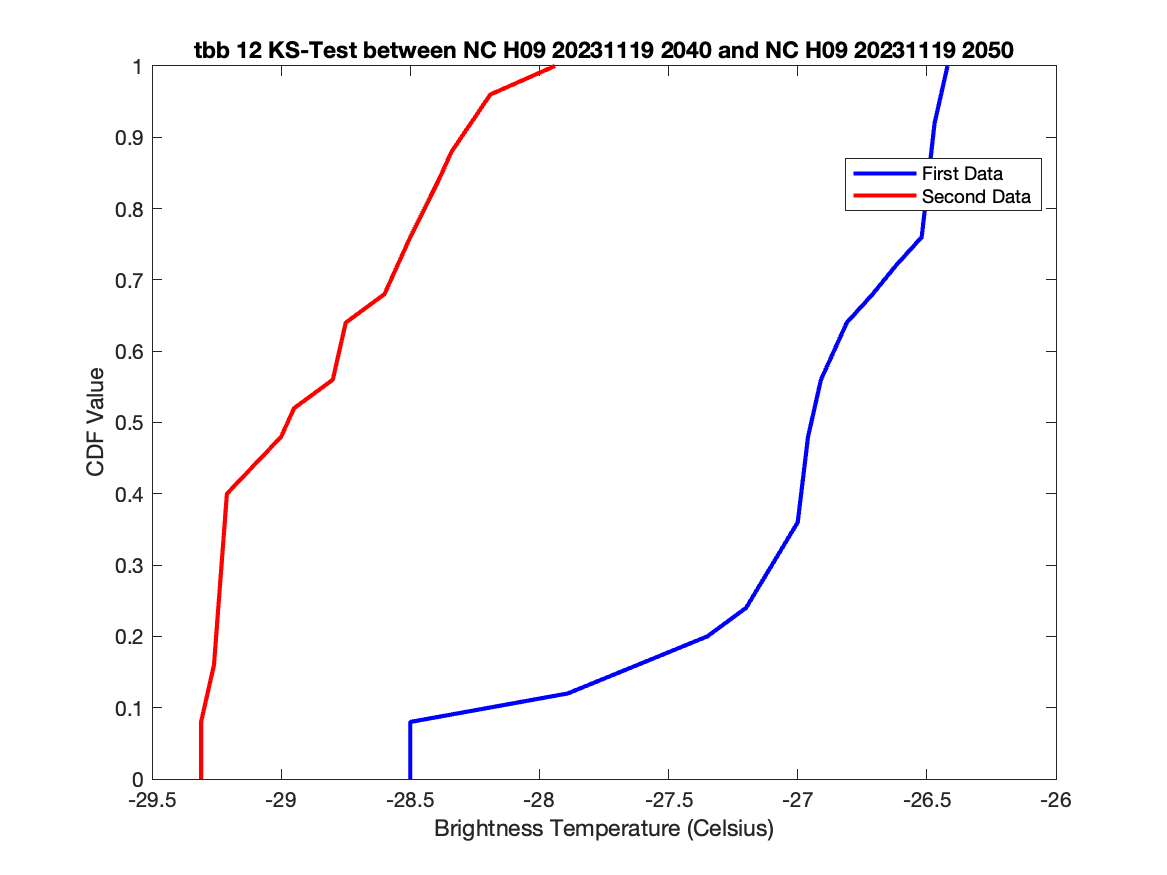 tbb 12 KS-Test between NC H09 20231119 2040 and NC H09 20231119 2050
1
0.9
0.8
0.7
0.6
0.5
0.4
0.3
0.2
0.1
0
CDF Value
First Data
Second Data
-29.5 -29 -28.5 -28 -27.5 -27 -26.5 -26
Brightness Temperature (Celsius)